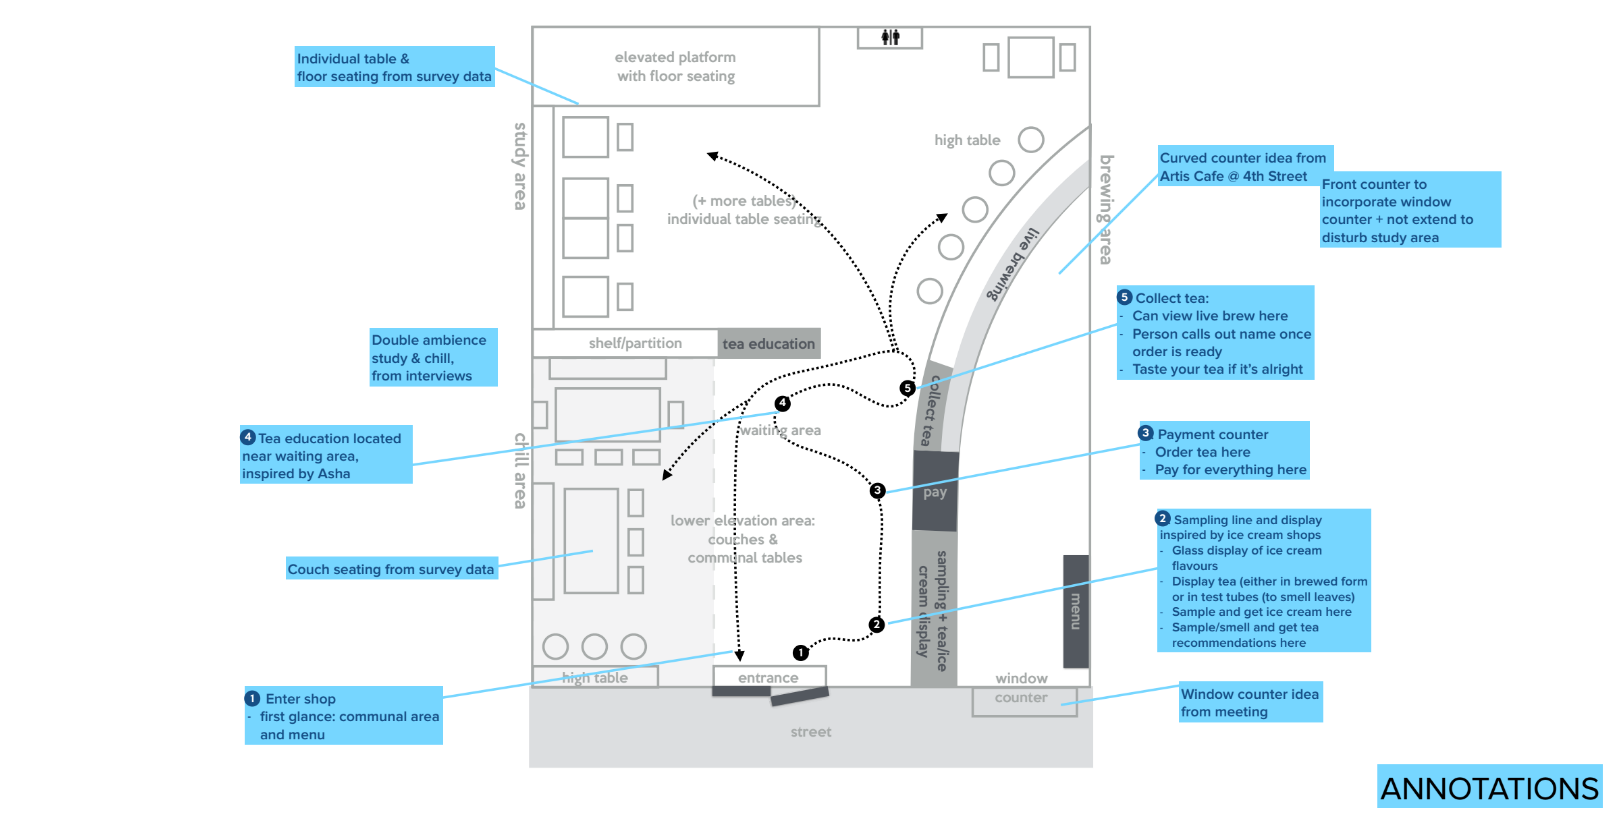 Individual table &
floor seating from survey data
elevated platform
with floor seating
study area
high table
brewing area
Curved counter idea from
Artis Cafe @ 4th Street
Front counter to
incorporate window
counter + not extend to
disturb study area
(+ more tables)
individual table seating
live brewing
5 Collect tea:
- Can view live brew here
- Person calls out name once
order is ready
- Taste your tea if it's alright
Double ambience
study & chill,
from interviews
shelf/partition
tea education
5
collect tea
4
waiting area
4 Tea education located
near waiting area,
inspired by Asha
chill area
3 Payment counter
- Order tea here
- Pay for everything here
3
pay
lower elevation area:
couches &
communal tables
Couch seating from survey data
2 Sampling line and display
inspired by ice cream shops
- Glass display of ice cream
flavours
- Display tea (either in brewed form
or in test tubes (to smell leaves)
- Sample and get ice cream here
- Sample/smell and get tea
recommendations here
sampling + tea/ice
cream display
menu
2
1
high table
entrance
window
counter
1 Enter shop
- first glance: communal area
and menu
Window counter idea
from meeting
street
ANNOTATIONS